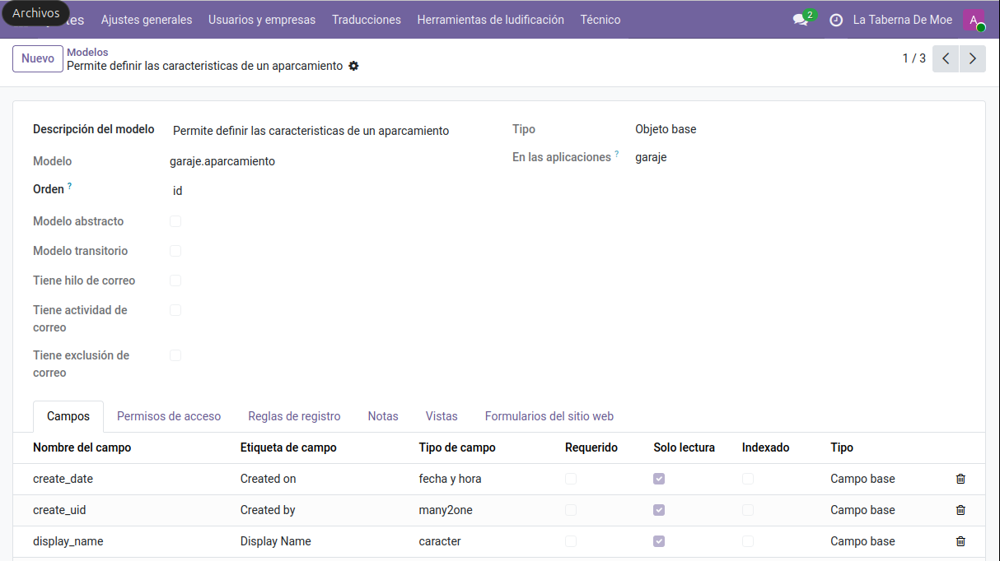 Archivos
tes Ajustes generales Usuarios y empresas Traducciones Herramientas de ludificación Técnico 2 La Taberna De Moe A
Nuevo Modelos
Permite definir las caracteristicas de un aparcamiento 1 / 3
Descripción del modelo Permite definir las caracteristicas de un aparcamiento Tipo Objeto base
Modelo garaje.aparcamiento En las aplicaciones ? garaje
Orden ? id
Modelo abstracto
Modelo transitorio
Tiene hilo de correo
Tiene actividad de
correo
Tiene exclusión de
correo
Campos Permisos de acceso Reglas de registro Notas Vistas Formularios del sitio web
Nombre del campo Etiqueta de campo Tipo de campo Requerido Solo lectura Indexado Tipo
create_date Created on fecha y hora Campo base
create_uid Created by many2one Campo base
display_name Display Name caracter Campo base